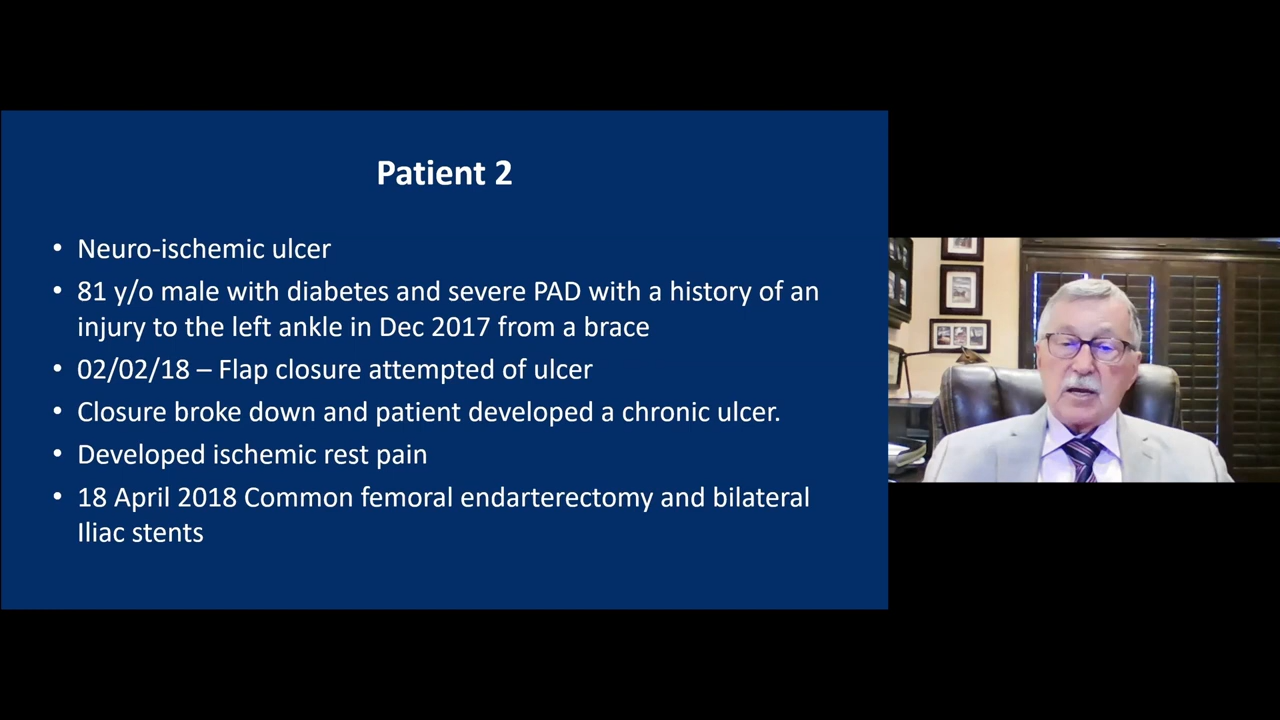 Patient 2
• Neuro-ischemic ulcer
• 81 y/o male with diabetes and severe PAD with a history of an
injury to the left ankle in Dec 2017 from a brace
• 02/02/18 – Flap closure attempted of ulcer
• Closure broke down and patient developed a chronic ulcer.
• Developed ischemic rest pain
• 18 April 2018 Common femoral endarterectomy and bilateral
Iliac stents